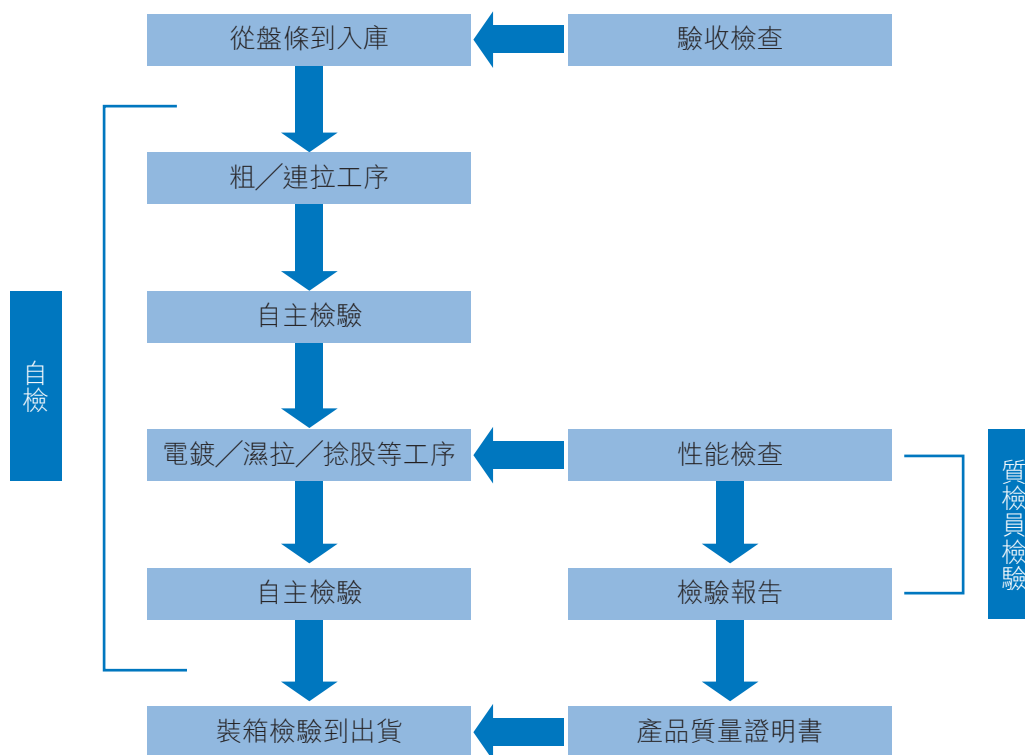 從盤條到入庫
驗收檢查
粗／連拉工序
自主檢驗
自檢
電鍍／濕拉／捻股等工序
性能檢查
質檢員檢驗
自主檢驗
檢驗報告
裝箱檢驗到出貨
產品質量證明書